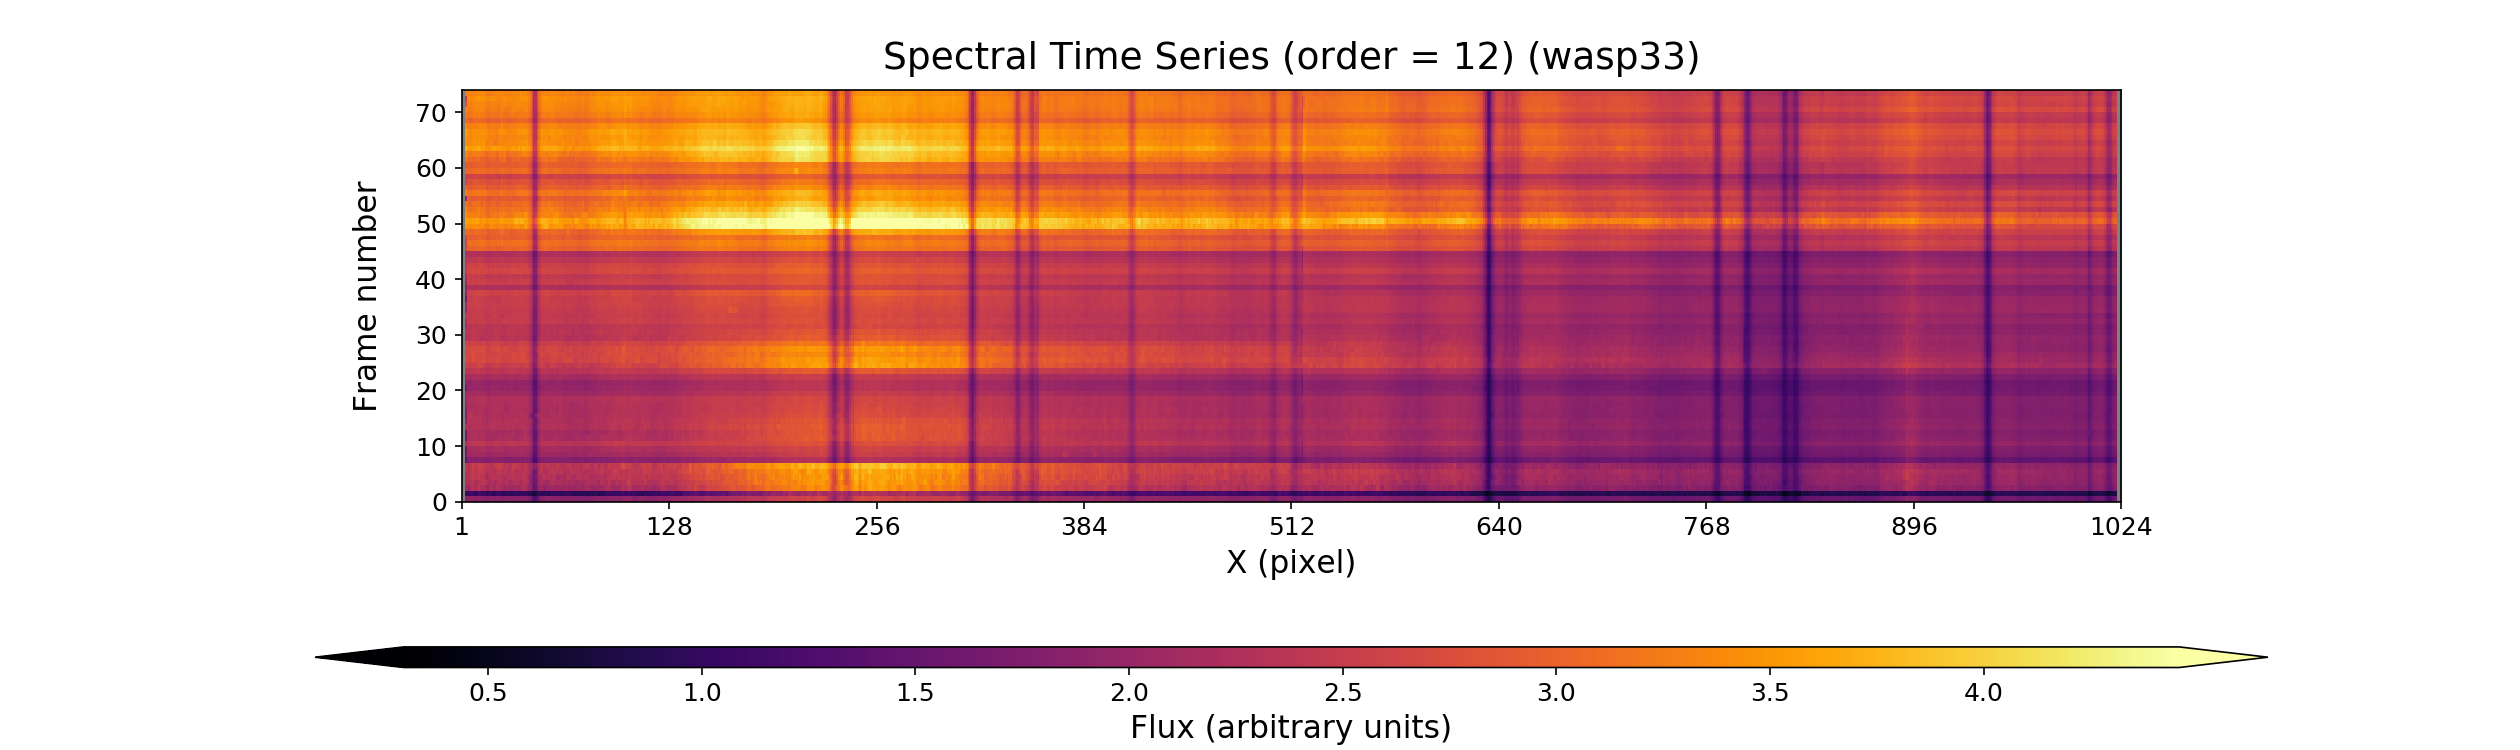 Spectral Time Series (order = 12) (wasp33)
Frame number
70
60
50
40
30
20
10
0
1 128 256 384 512 640 768 896 1024
X (pixel)
0.5 1.0 1.5 2.0 2.5 3.0 3.5 4.0
Flux (arbitrary units)